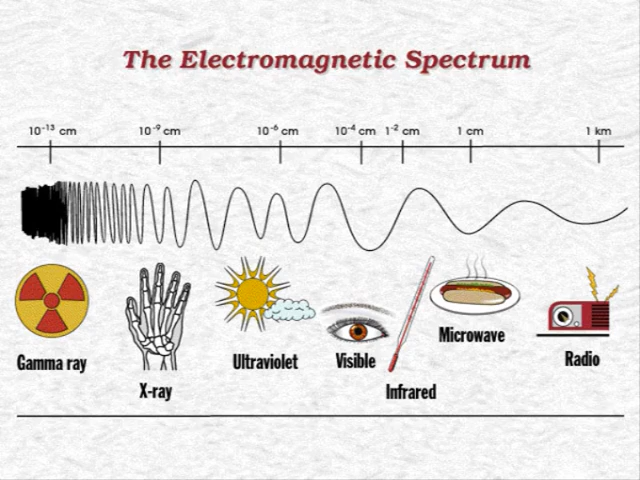 The Electromagnetic Spectrum
10⁻¹³ cm 10⁻⁹ cm 10⁻⁶ cm 10⁻⁴ cm 1⁻² cm 1 cm 1 km
Gamma ray
X-ray
Ultraviolet
Visible
Infrared
Microwave
Radio